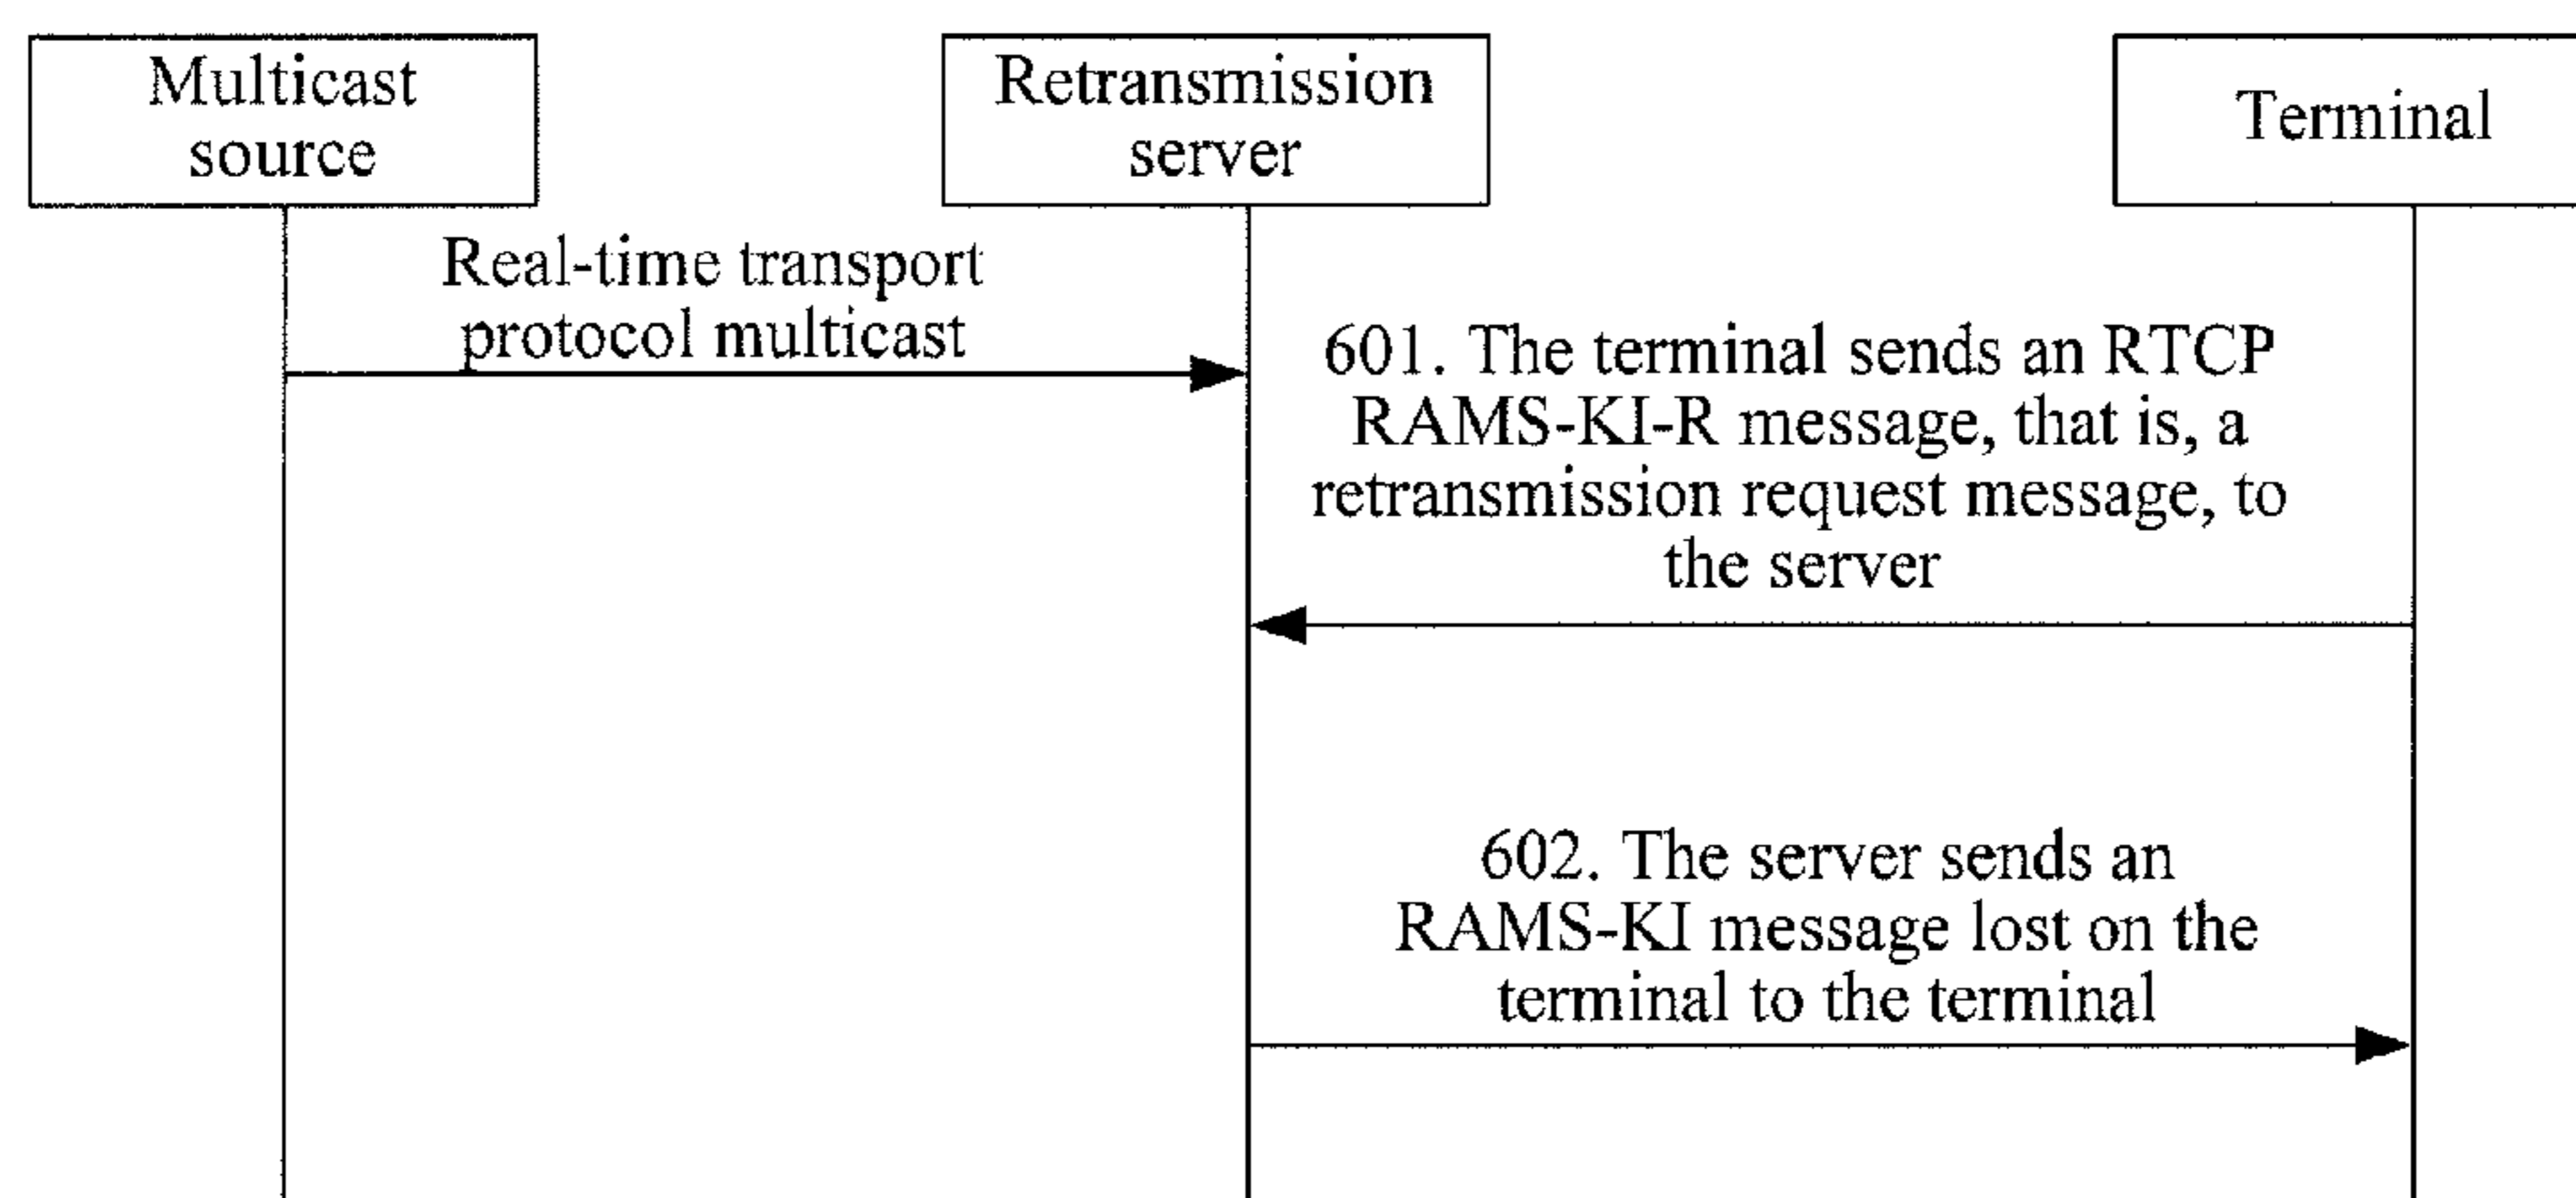 Multicast
source
Retransmission
server
Terminal
Real-time transport
protocol multicast
601. The terminal sends an RTCP
RAMS-KI-R message, that is, a
retransmission request message, to
the server
602. The server sends an
RAMS-KI message lost on the
terminal to the terminal